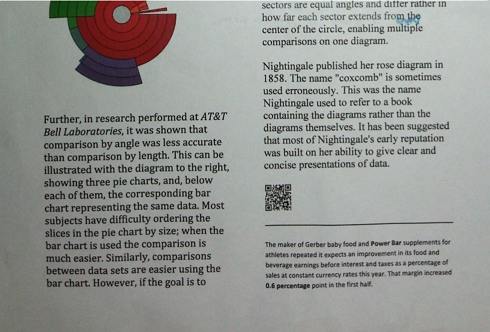 Further, in research performed at AT&T
Bell Laboratories, it was shown that
comparison by angle was less accurate
than comparison by length. This can be
illustrated with the diagram to the right,
showing three pie charts, and, below
each of them, the corresponding bar
chart representing the same data. Most
subjects have difficulty ordering the
slices in the pie chart by size; when the
bar chart is used the comparison is
much easier. Similarly, comparisons
between data sets are easier using the
bar chart. However, if the goal is to
sectors are equal angles and differ rather in
how far each sector extends from the
center of the circle, enabling multiple
comparisons on one diagram.
Nightingale published her rose diagram in
1858. The name "coxcomb" is sometimes
used erroneously. This was the name
Nightingale used to refer to a book
containing the diagrams rather than the
diagrams themselves. It has been suggested
that most of Nightingale's early reputation
was built on her ability to give clear and
concise presentations of data.
The maker of Gerber baby food and Power Bar supplements for
athletes repeated it expects an improvement in its food and
beverage earnings before interest and taxes as a percentage of
sales at constant currency rates this year. That margin increased
0.6 percentage point in the first half.